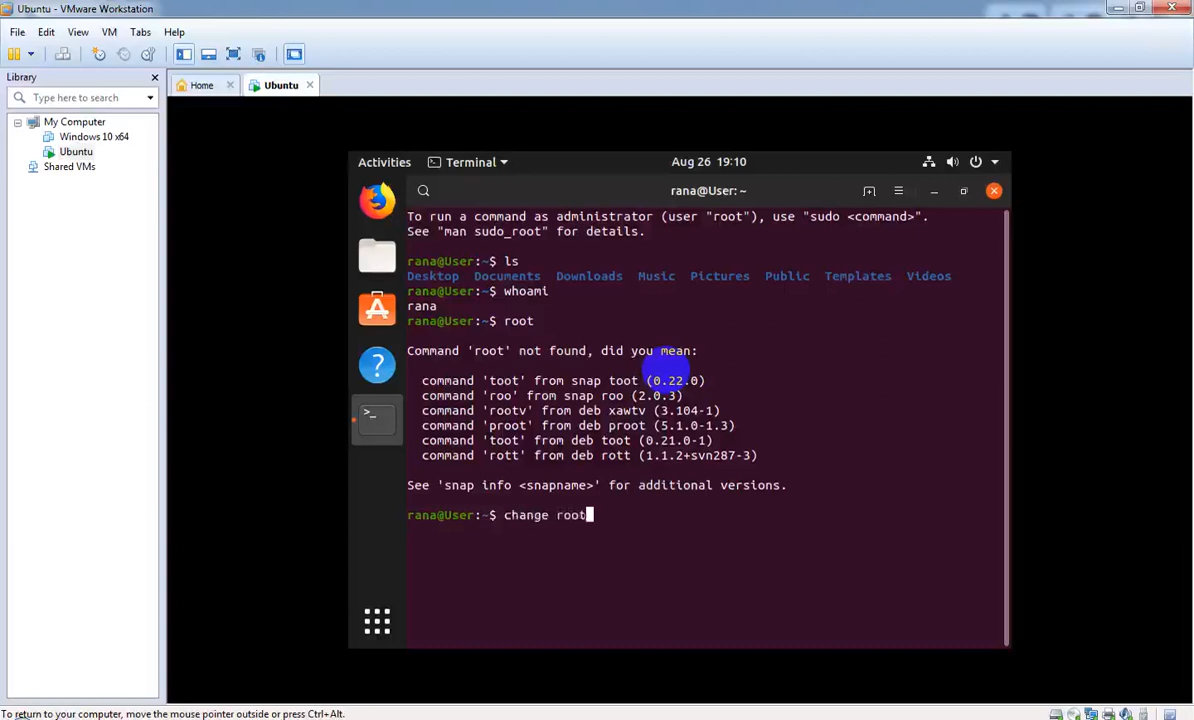 Ubuntu - VMware Workstation
File Edit View VM Tabs Help
Library
Type here to search
My Computer
Windows 10 x64
Ubuntu
Shared VMs
Home
Ubuntu
Activities Terminal Aug 26 19:10
rana@User: ~
To run a command as administrator (user "root"), use "sudo <command>".
See "man sudo_root" for details.
rana@User:~$ ls
Desktop Documents Downloads Music Pictures Public Templates Videos
rana@User:~$ whoami
rana
rana@User:~$ root
Command 'root' not found, did you mean:
command 'toot' from snap toot (0.22.0)
command 'roo' from snap roo (2.0.3)
command 'rootv' from deb xawtv (3.104-1)
command 'proot' from deb proot (5.1.0-1.3)
command 'toot' from deb toot (0.21.0-1)
command 'rott' from deb rott (1.1.2+svn287-3)
See 'snap info <snapname>' for additional versions.
rana@User:~$ change root
To return to your computer, move the mouse pointer outside or press Ctrl+Alt.